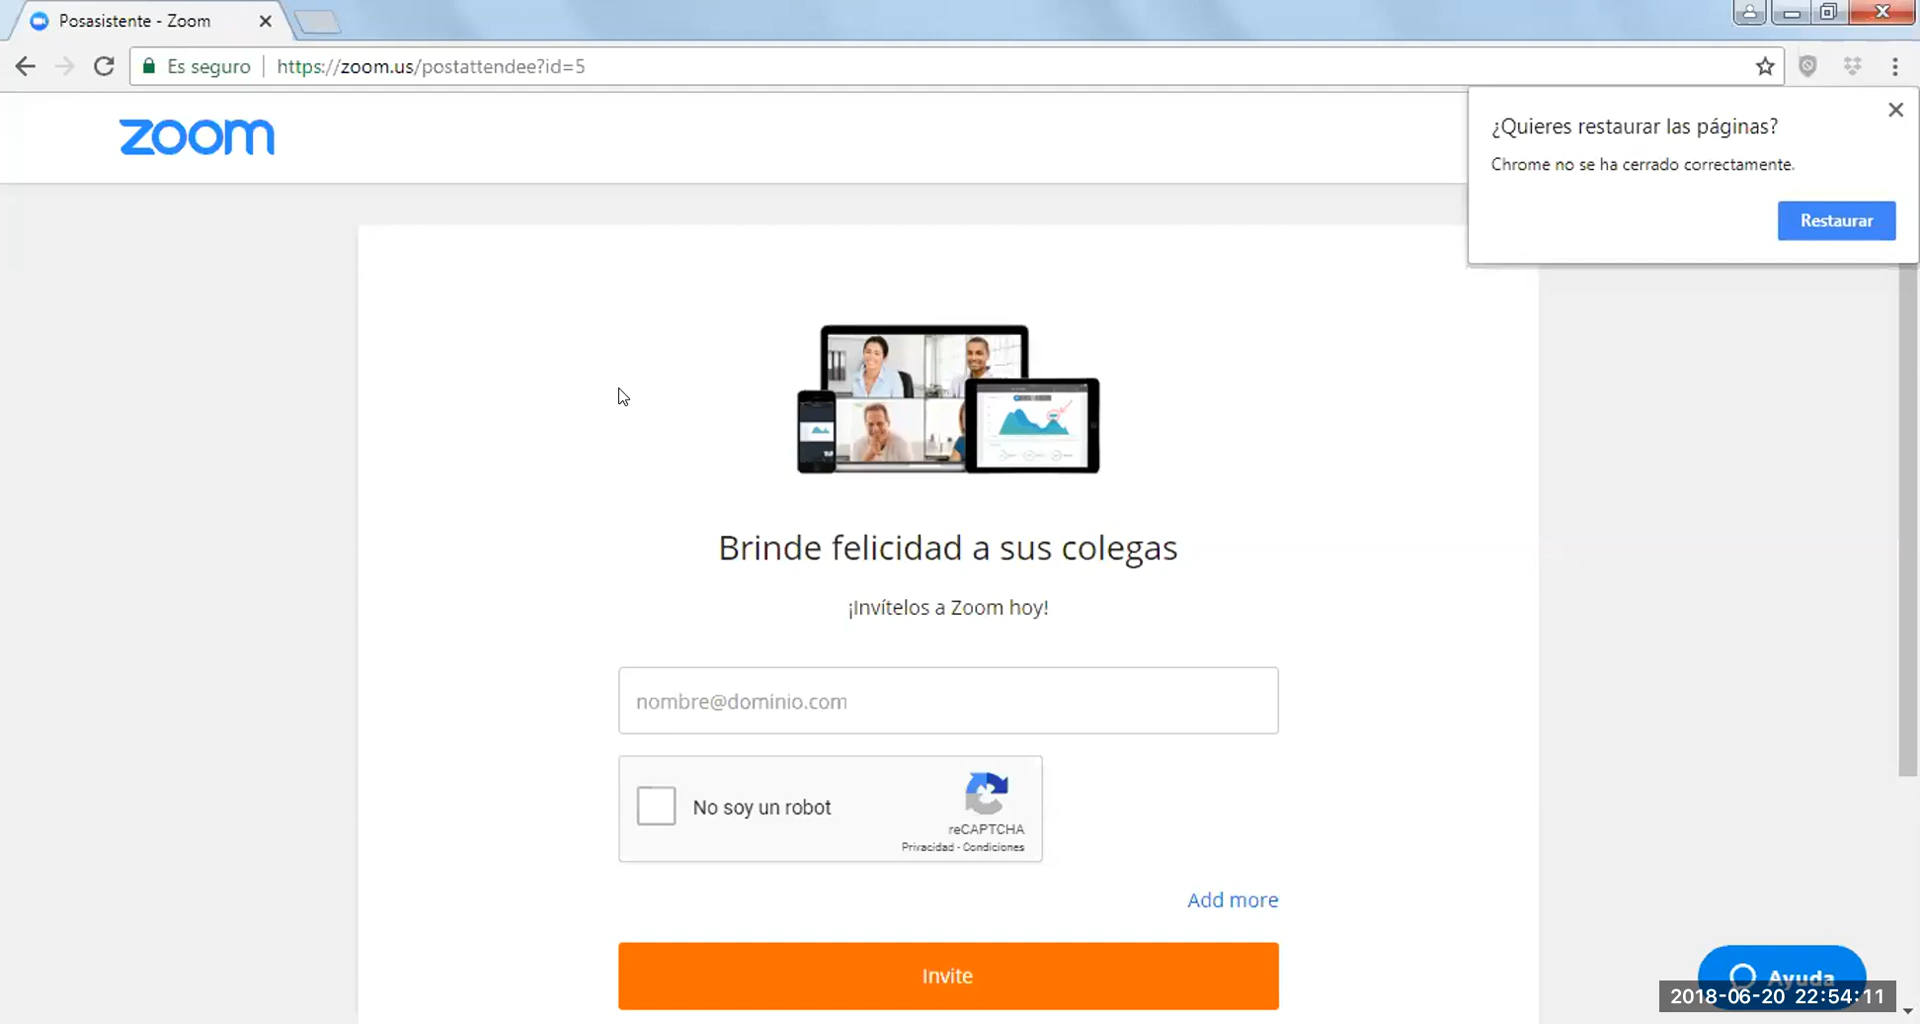 Posasistente - Zoom
Es seguro
https://zoom.us/postattendee?id=5
zoom
¿Quieres restaurar las páginas?
Chrome no se ha cerrado correctamente.
Restaurar
Brinde felicidad a sus colegas
¡Invítelos a Zoom hoy!
nombre@dominio.com
No soy un robot
reCAPTCHA
Privacidad - Condiciones
Add more
Invite
Ayuda
2018-06-20 22:54:11